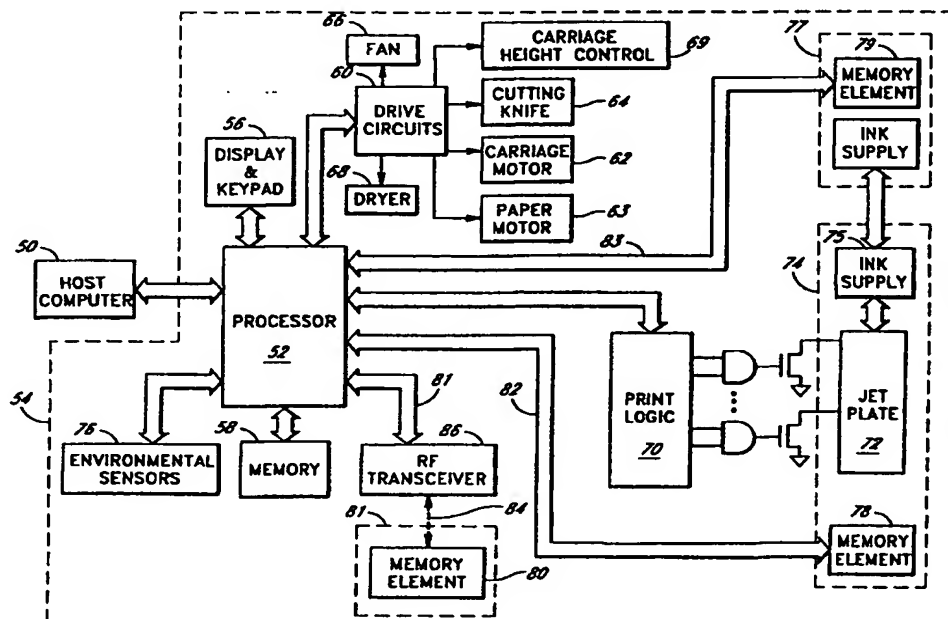 66
FAN
60
DRIVE
CIRCUITS
CARRIAGE
HEIGHT CONTROL
69
CUTTING
KNIFE
64
CARRIAGE
MOTOR
62
PAPER
MOTOR
63
68
DRYER
56
DISPLAY
&
KEYPAD
77
79
MEMORY
ELEMENT
INK
SUPPLY
83
50
HOST
COMPUTER
PROCESSOR
52
74
75
INK
SUPPLY
54
76
ENVIRONMENTAL
SENSORS
58
MEMORY
81
86
RF
TRANSCEIVER
84
81
MEMORY
ELEMENT
80
82
PRINT
LOGIC
70
JET
PLATE
72
78
MEMORY
ELEMENT